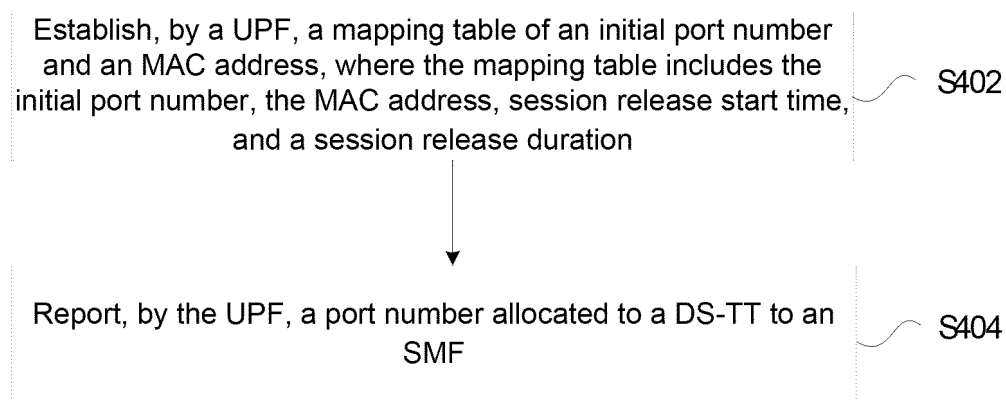 Establish, by a UPF, a mapping table of an initial port number
and an MAC address, where the mapping table includes the
initial port number, the MAC address, session release start time,
and a session release duration
S402
Report, by the UPF, a port number allocated to a DS-TT to an
SMF
S404